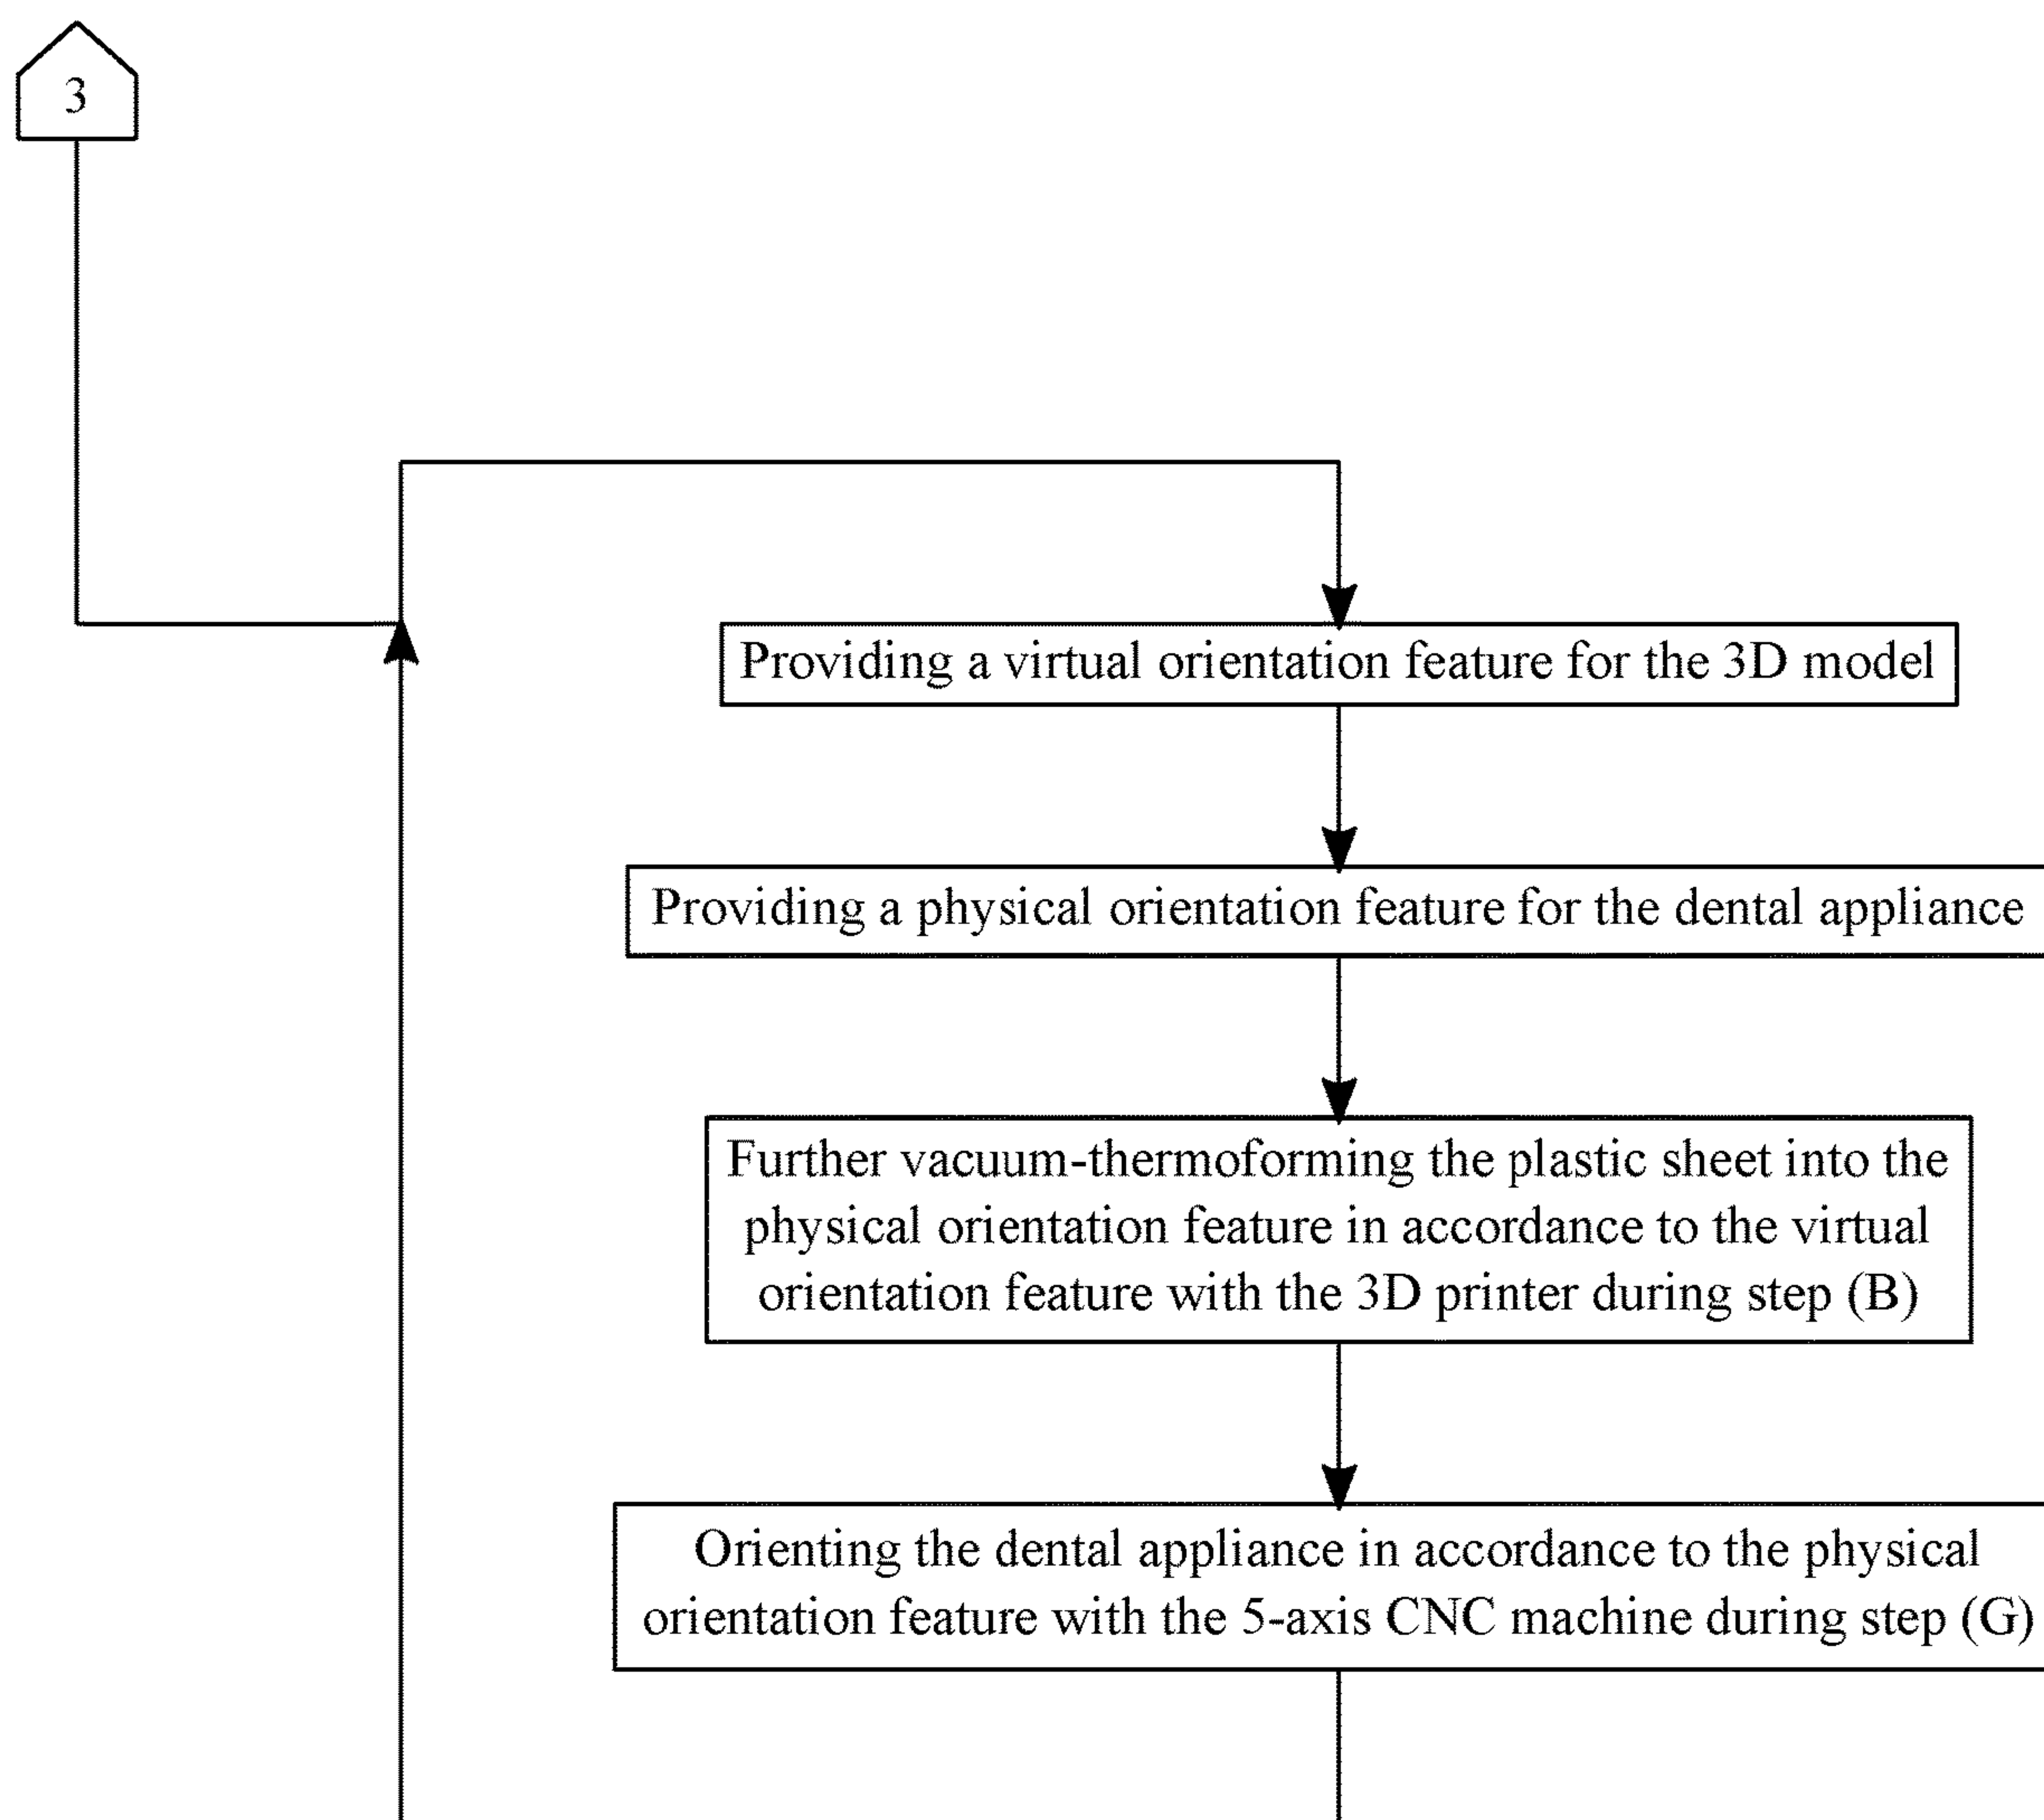 3
Providing a virtual orientation feature for the 3D model
Providing a physical orientation feature for the dental appliance
Further vacuum-thermoforming the plastic sheet into the
physical orientation feature in accordance to the virtual
orientation feature with the 3D printer during step (B)
Orienting the dental appliance in accordance to the physical
orientation feature with the 5-axis CNC machine during step (G)